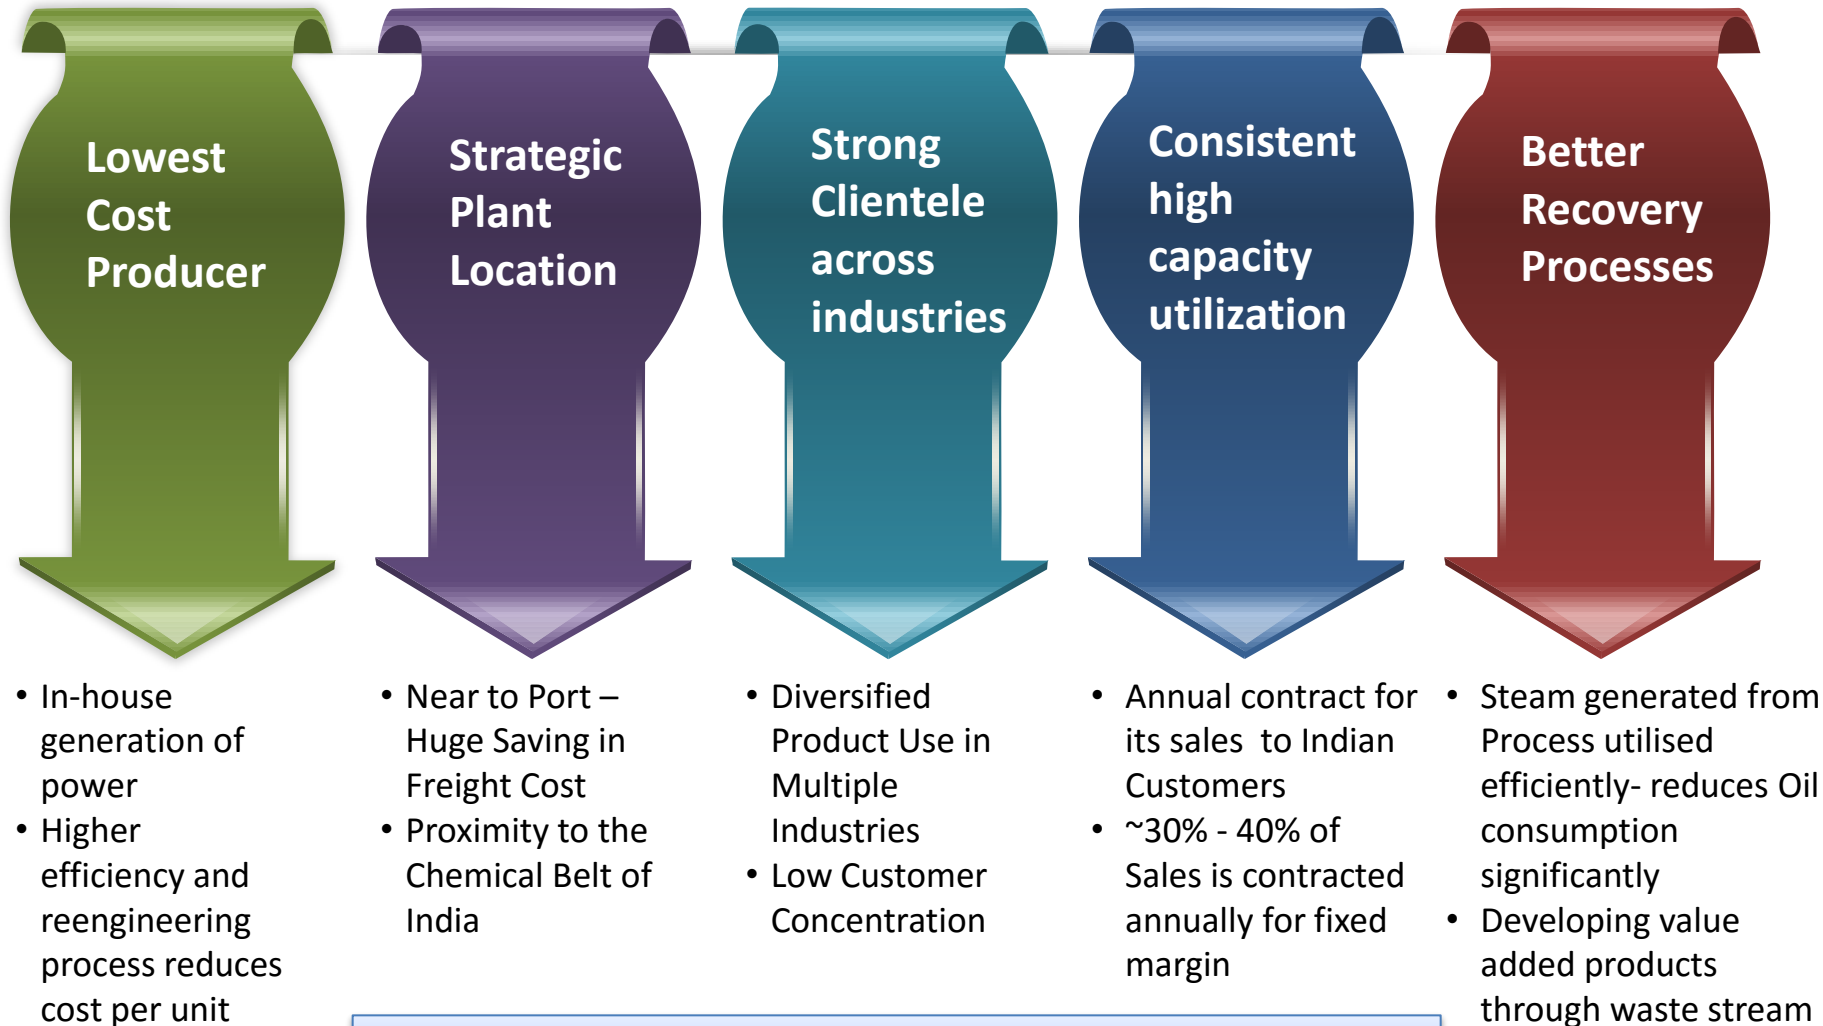 Lowest
Cost
Producer
Strategic
Plant
Location
Strong
Clientele
across
industries
Consistent
high
capacity
utilization
Better
Recovery
Processes
• In-house
generation of
power
• Higher
efficiency and
reengineering
process reduces
cost per unit
• Near to Port –
Huge Saving in
Freight Cost
• Proximity to the
Chemical Belt of
India
• Diversified
Product Use in
Multiple
Industries
• Low Customer
Concentration
• Annual contract for
its sales to Indian
Customers
• ~30% - 40% of
Sales is contracted
annually for fixed
margin
• Steam generated from
Process utilised
efficiently- reduces Oil
consumption
significantly
• Developing value
added products
through waste stream